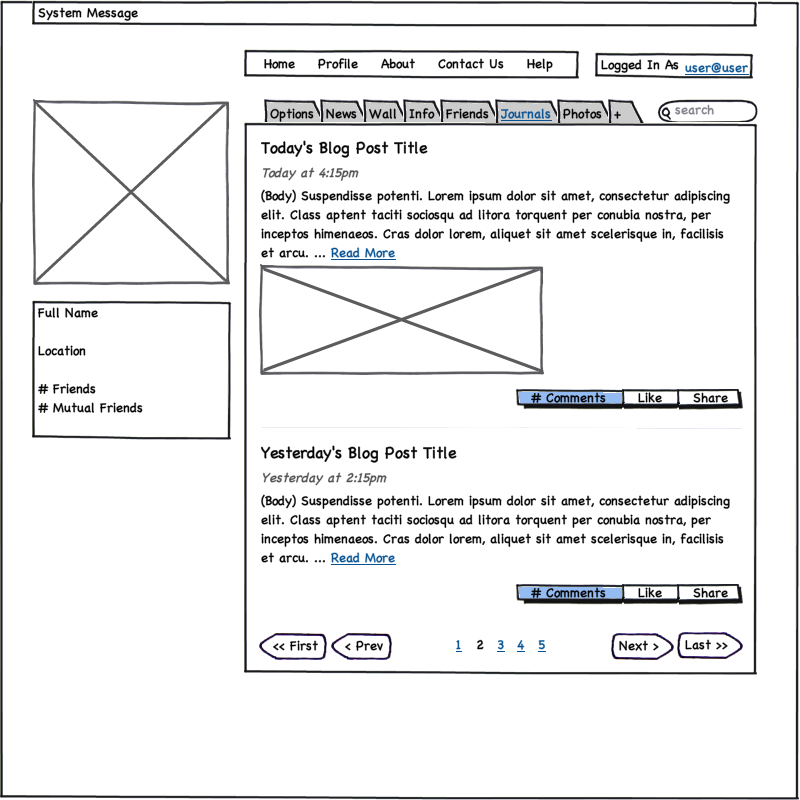 System Message
Home Profile About Contact Us Help
Logged In As user@user
Options News Wall Info Friends Journals Photos +
search
Today's Blog Post Title
Today at 4:15pm
(Body) Suspendisse potenti. Lorem ipsum dolor sit amet, consectetur adipiscing
elit. Class aptent taciti sociosqu ad litora torquent per conubia nostra, per
inceptos himenaeos. Cras dolor lorem, aliquet sit amet scelerisque in, facilisis
et arcu. ... Read More
# Comments Like Share
Full Name
Location
# Friends
# Mutual Friends
Yesterday's Blog Post Title
Yesterday at 2:15pm
(Body) Suspendisse potenti. Lorem ipsum dolor sit amet, consectetur adipiscing
elit. Class aptent taciti sociosqu ad litora torquent per conubia nostra, per
inceptos himenaeos. Cras dolor lorem, aliquet sit amet scelerisque in, facilisis
et arcu. ... Read More
# Comments Like Share
<< First < Prev 1 2 3 4 5 Next > Last >>